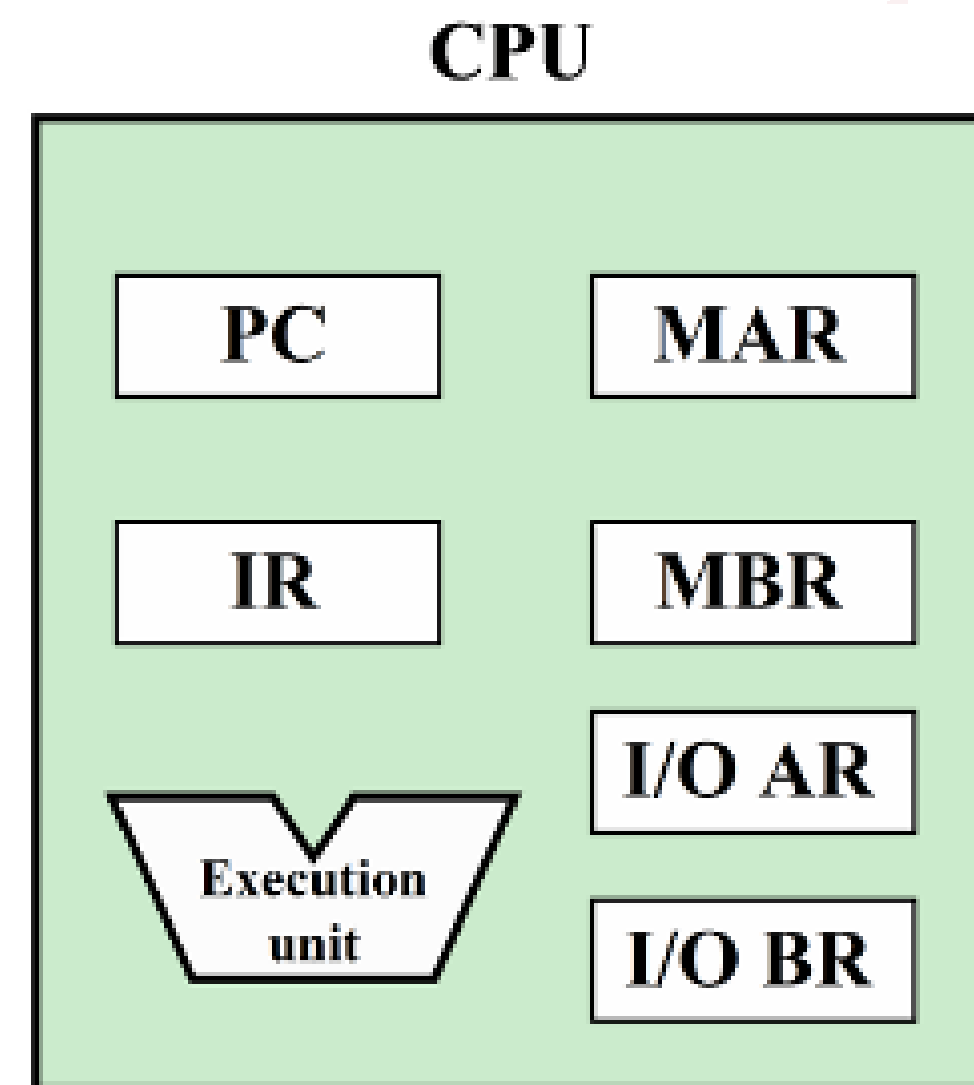 CPU
PC
MAR
IR
MBR
I/O AR
Execution
unit
I/O BR